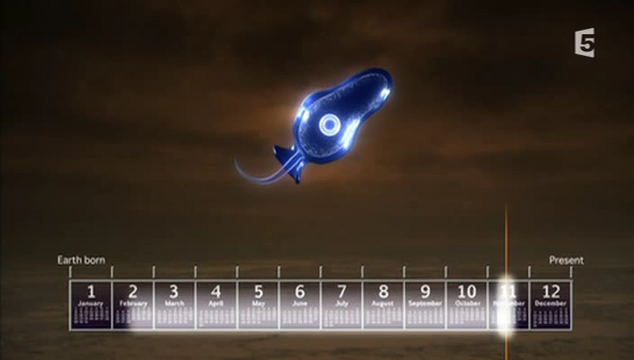 5
Earth born
Present
1 2 3 4 5 6 7 8 9 10 11 12
January February March April May June July August September October November December